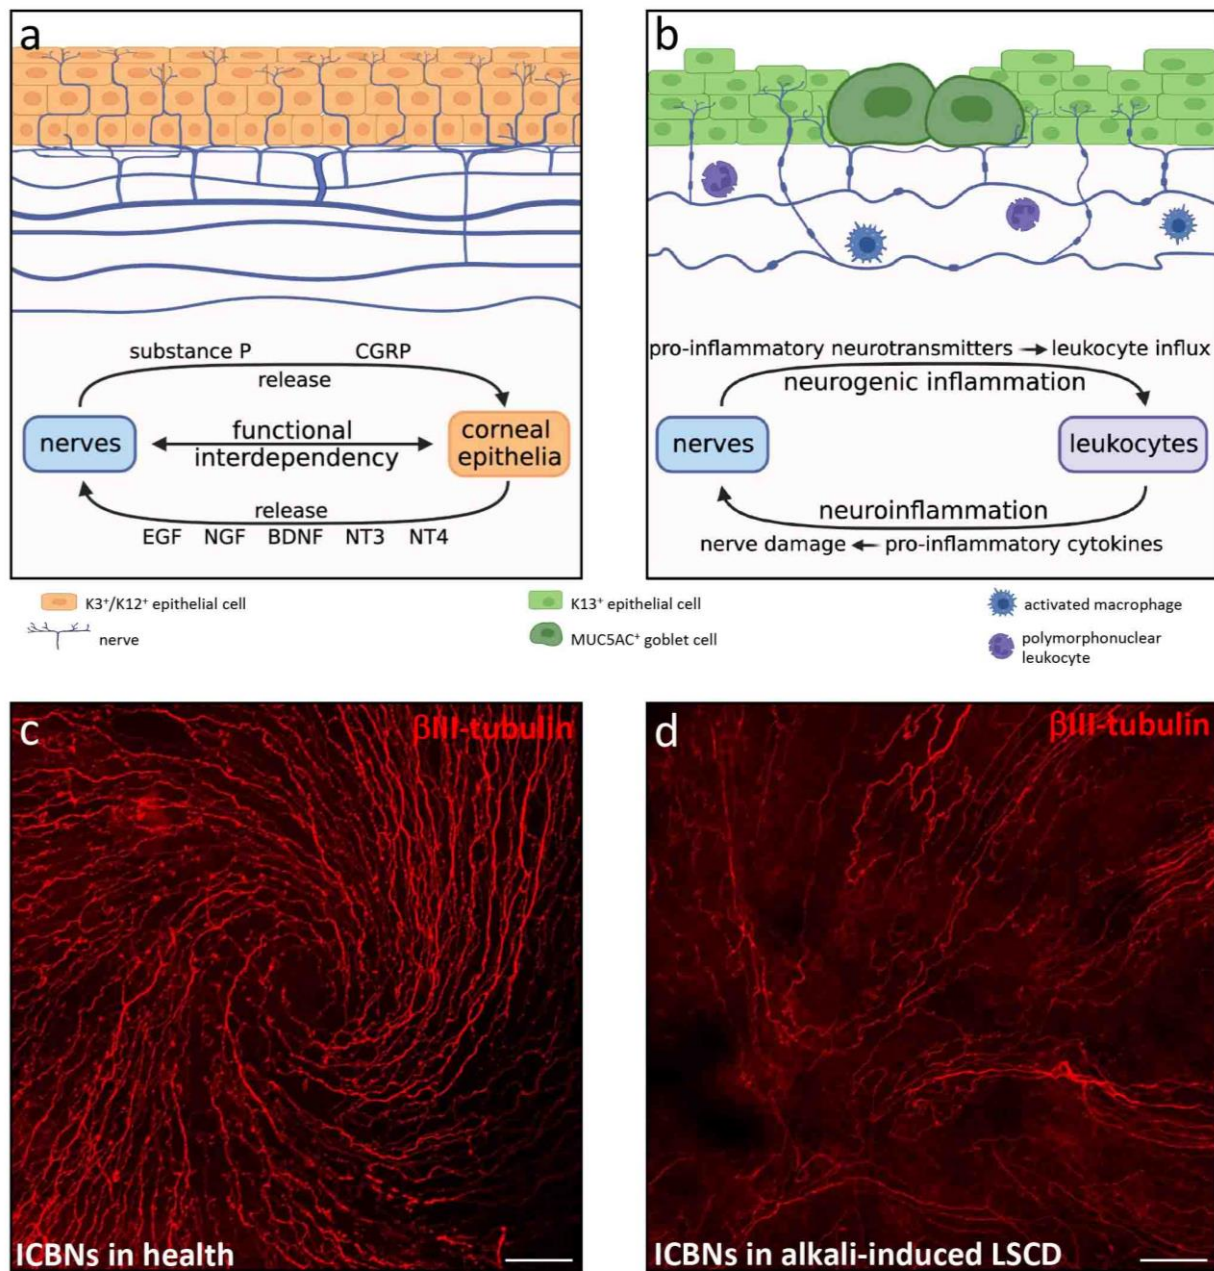 a
substance P CGRP
release
nerves
functional
interdependency
corneal
epithelia
release
EGF NGF BDNF NT3 NT4
b
pro-inflammatory neurotransmitters → leukocyte influx
neurogenic inflammation
nerves
leukocytes
neuroinflammation
nerve damage ← pro-inflammatory cytokines
K3⁺/K12⁺ epithelial cell
nerve
K13⁺ epithelial cell
MUC5AC⁺ goblet cell
activated macrophage
polymorphonuclear
leukocyte
c
βIII-tubulin
ICBNs in health
d
βIII-tubulin
ICBNs in alkali-induced LSCD